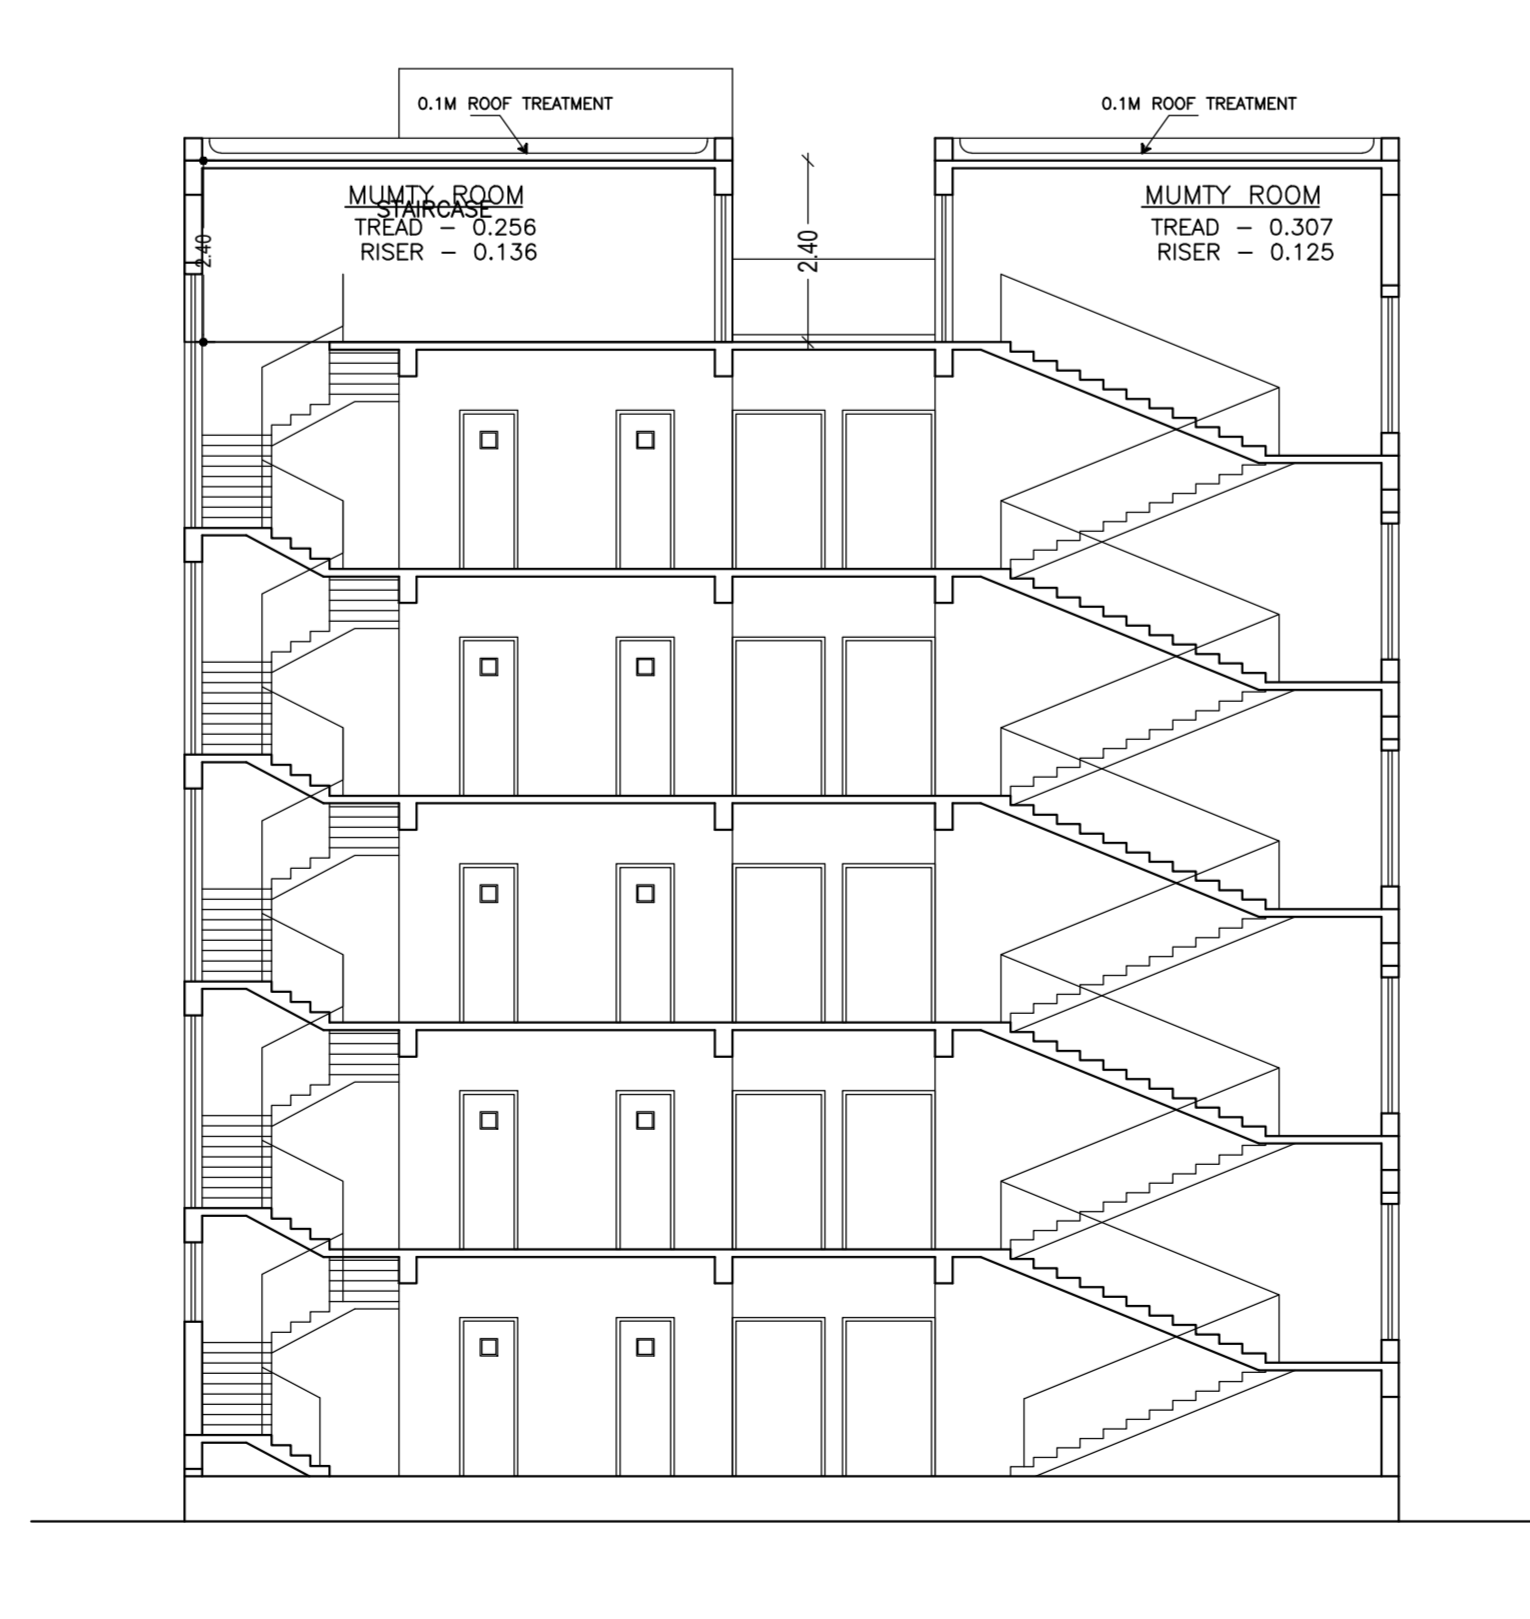 0.1M ROOF TREATMENT
0.1M ROOF TREATMENT
MUMTY ROOM
STAIRCASE
TREAD - 0.256
RISER - 0.136
2.40
2.40
MUMTY ROOM
TREAD - 0.307
RISER - 0.125